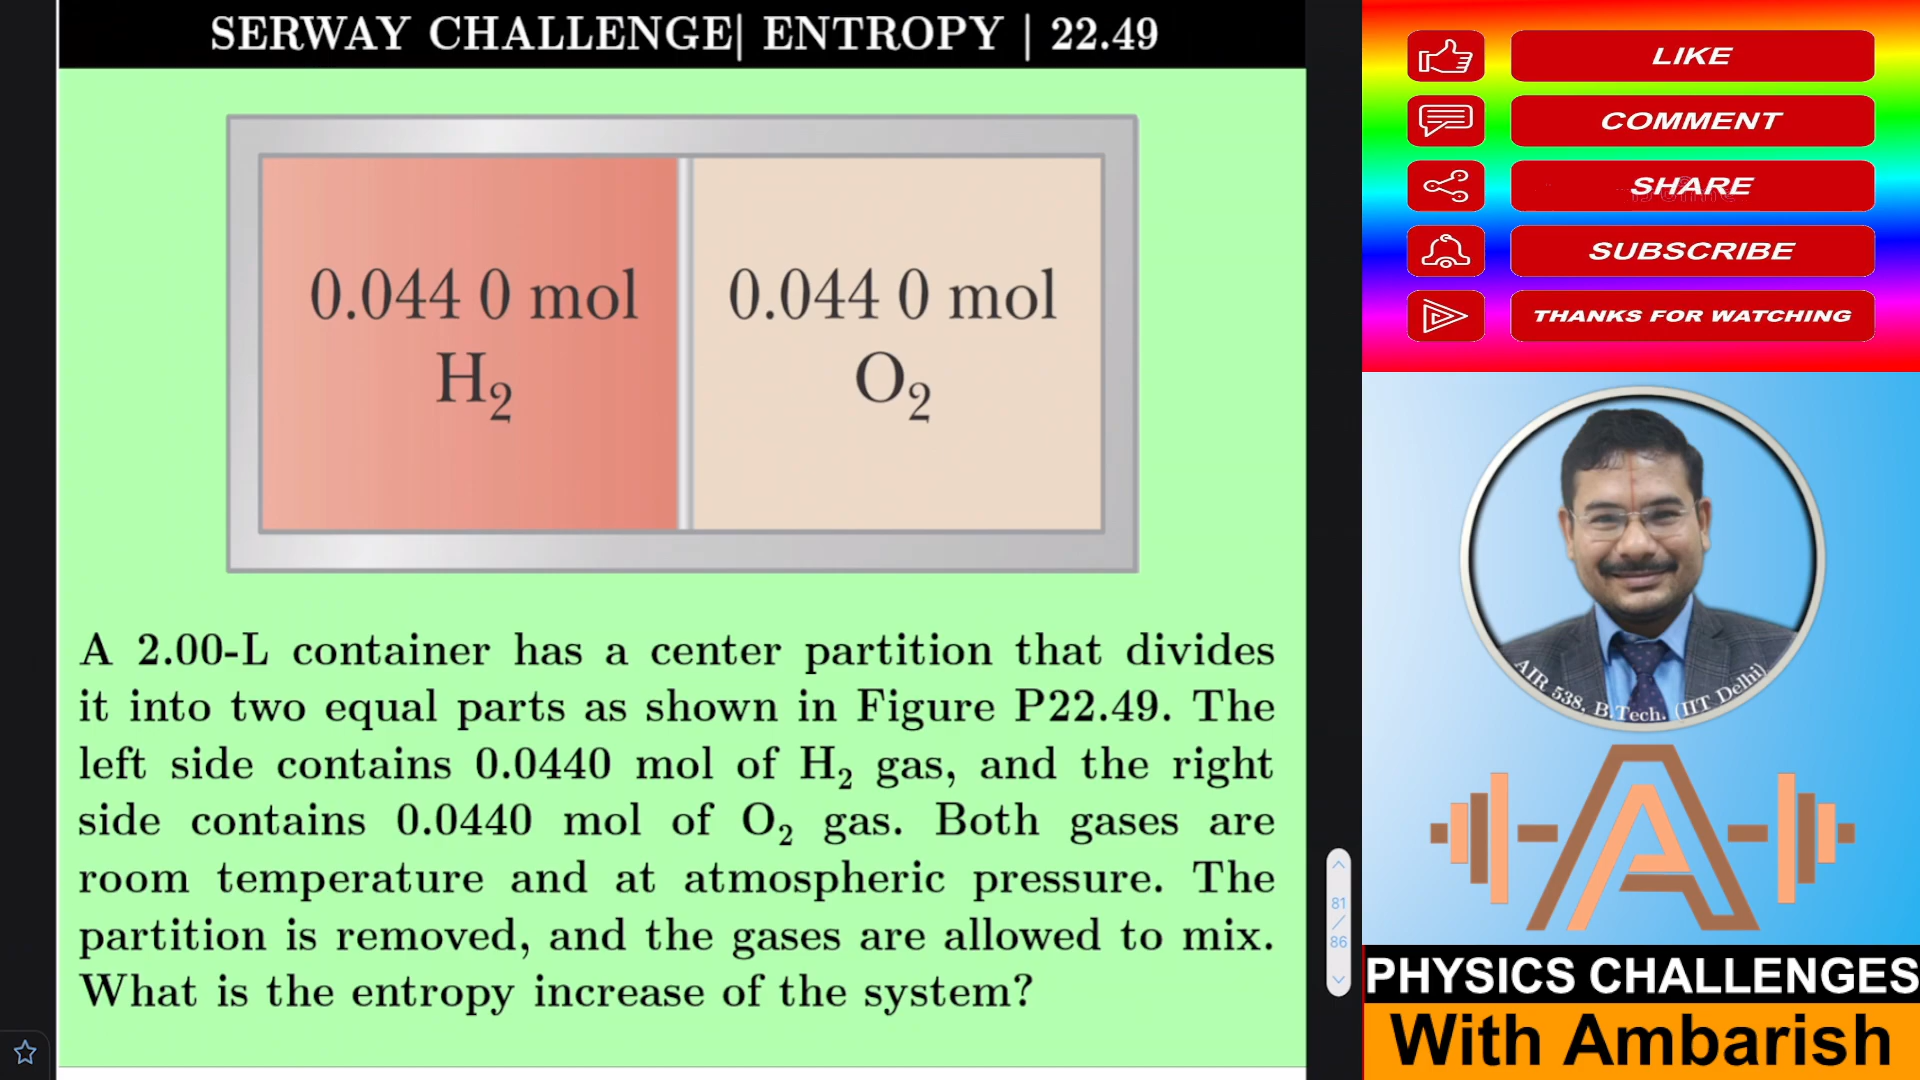 SERWAY CHALLENGE| ENTROPY | 22.49
0.044 0 mol
H₂
0.044 0 mol
O₂
A 2.00-L container has a center partition that divides
it into two equal parts as shown in Figure P22.49. The
left side contains 0.0440 mol of H₂ gas, and the right
side contains 0.0440 mol of O₂ gas. Both gases are
room temperature and at atmospheric pressure. The
partition is removed, and the gases are allowed to mix.
What is the entropy increase of the system?
81
/
86
LIKE
COMMENT
SHARE
SUBSCRIBE
THANKS FOR WATCHING
AIR 538, B.Tech. (IIT Delhi)
A
PHYSICS CHALLENGES
With Ambarish